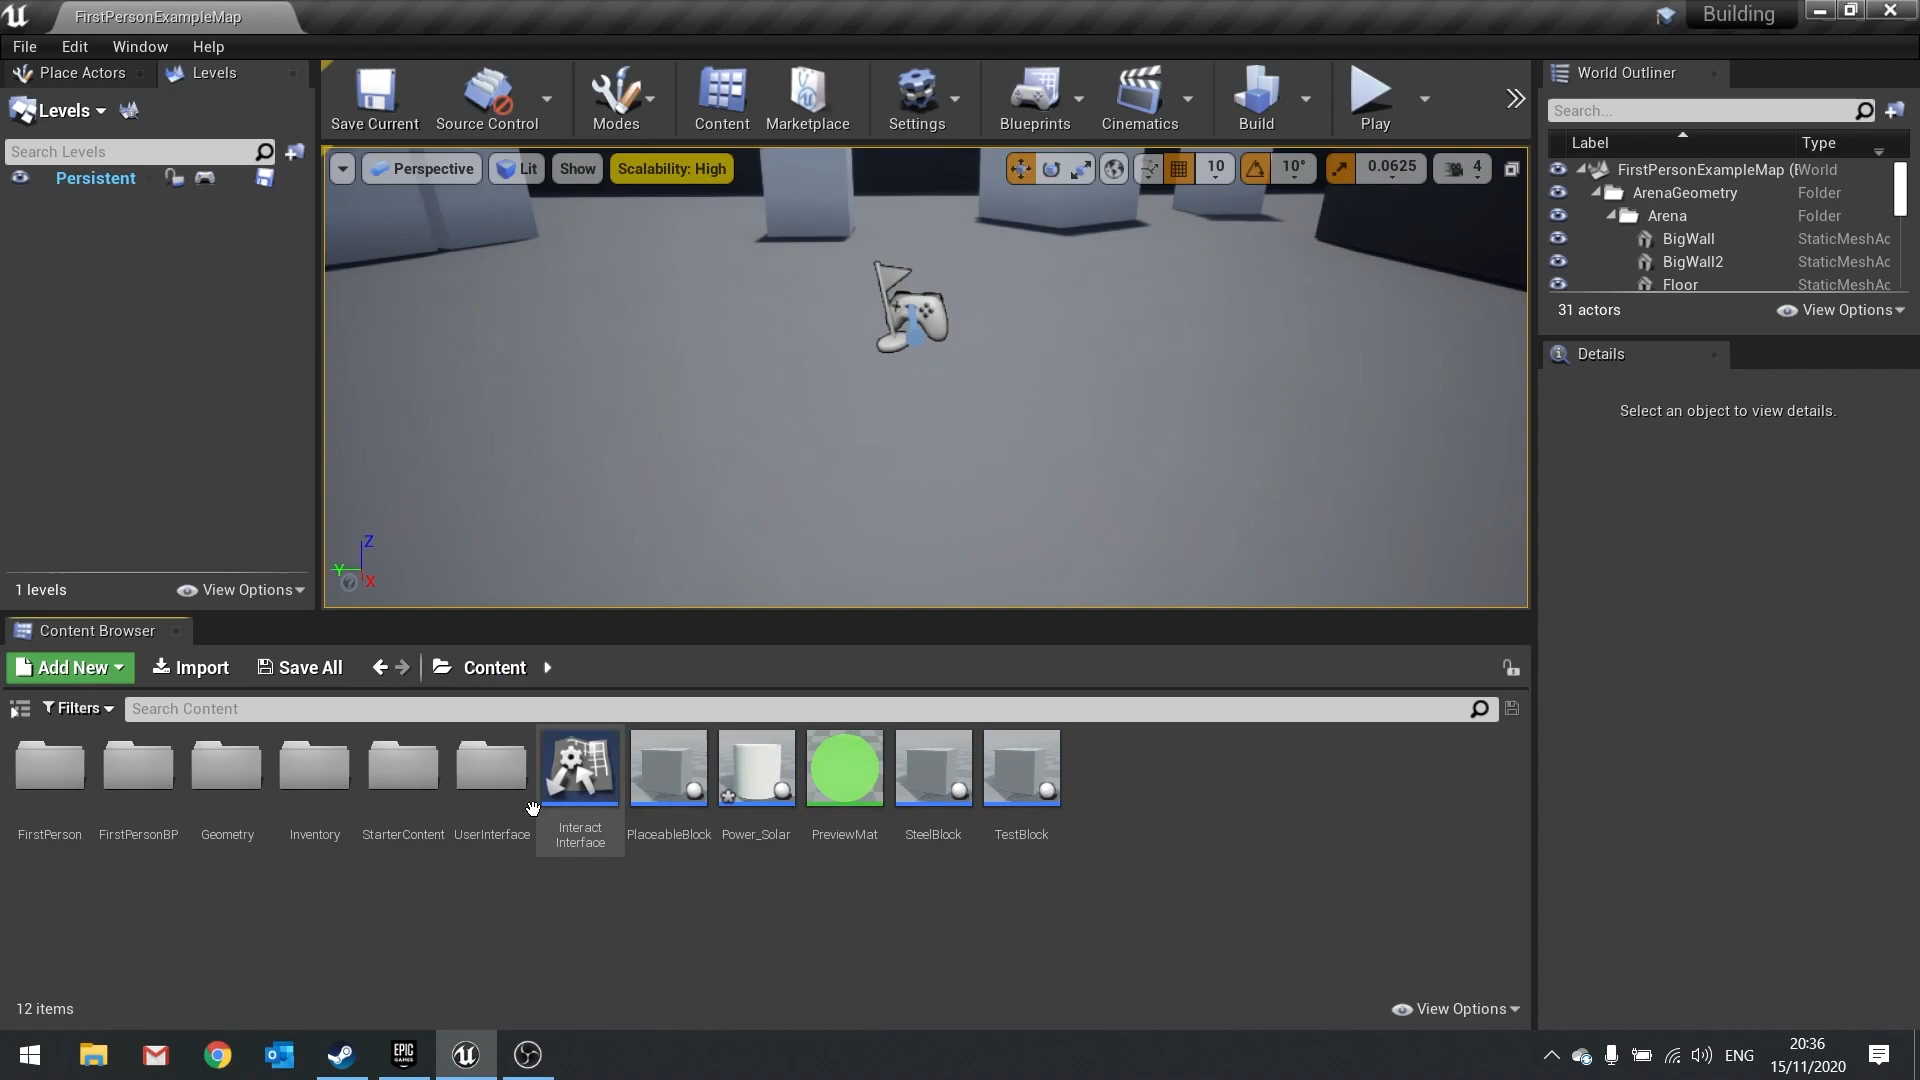 FirstPersonExampleMap
Building
File Edit Window Help
Place Actors
Levels
Levels
Search Levels
Persistent
1 levels
View Options
Save Current
Source Control
Modes
Content
Marketplace
Settings
Blueprints
Cinematics
Build
Play
Perspective
Lit
Show
Scalability: High
10
10°
0.0625
4
Z
Y
X
World Outliner
Search...
Label Type
FirstPersonExampleMap ( World
ArenaGeometry Folder
Arena Folder
BigWall StaticMeshAc
BigWall2 StaticMeshAc
Floor StaticMeshAc
31 actors
View Options
Details
Select an object to view details.
Content Browser
Add New
Import
Save All
Content
Filters
Search Content
FirstPerson
FirstPersonBP
Geometry
Inventory
StarterContent
UserInterface
Interact
Interface
PlaceableBlock
Power_Solar
PreviewMat
SteelBlock
TestBlock
12 items
View Options
EPIC
GAMES
ENG
20:36
15/11/2020